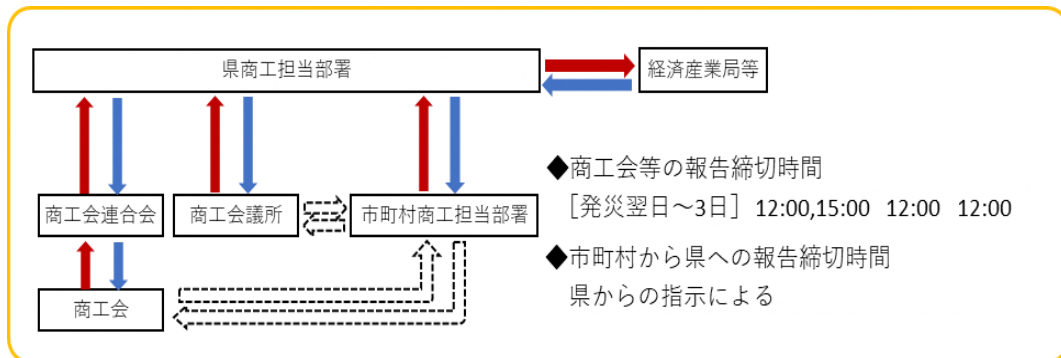 県商工担当部署
経済産業局等
商工会連合会
商工会議所
市町村商工担当部署
商工会
◆商工会等の報告締切時間
［発災翌日～3日］ 12:00,15:00 12:00 12:00
◆市町村から県への報告締切時間
県からの指示による